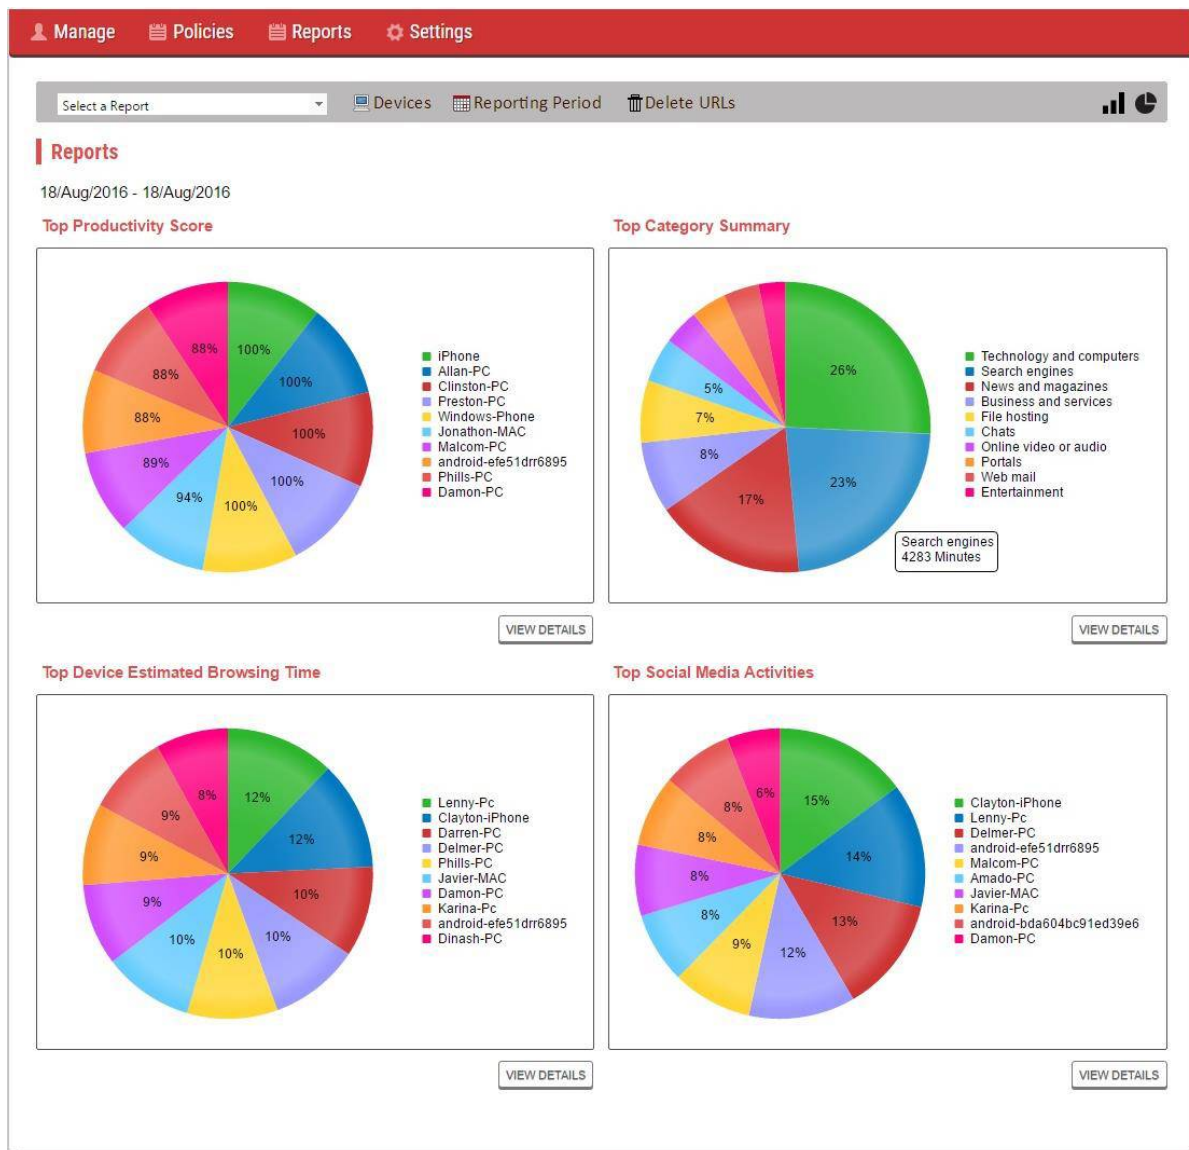 Manage Policies Reports Settings
Select a Report Devices Reporting Period Delete URLs
Reports
18/Aug/2016 - 18/Aug/2016
Top Productivity Score
88% 100%
100%
88%
100%
88%
89%
100%
94%
100%
iPhone
Allan-PC
Clinston-PC
Preston-PC
Windows-Phone
Jonathon-MAC
Malcom-PC
android-efe51drr6895
Phills-PC
Damon-PC
VIEW DETAILS
Top Category Summary
26%
5%
7%
8%
23%
17%
Search engines
4283 Minutes
Technology and computers
Search engines
News and magazines
Business and services
File hosting
Chats
Online video or audio
Portals
Web mail
Entertainment
VIEW DETAILS
Top Device Estimated Browsing Time
8% 12%
9%
12%
9%
10%
9%
10% 10%
10%
Lenny-Pc
Clayton-iPhone
Darren-PC
Delmer-PC
Phills-PC
Javier-MAC
Damon-PC
Karina-Pc
android-efe51drr6895
Dinash-PC
VIEW DETAILS
Top Social Media Activities
6% 15%
8%
8%
14%
8%
8%
13%
9%
12%
Clayton-iPhone
Lenny-Pc
Delmer-PC
android-efe51drr6895
Malcom-PC
Amado-PC
Javier-MAC
Karina-Pc
android-bda604bc91ed39e6
Damon-PC
VIEW DETAILS